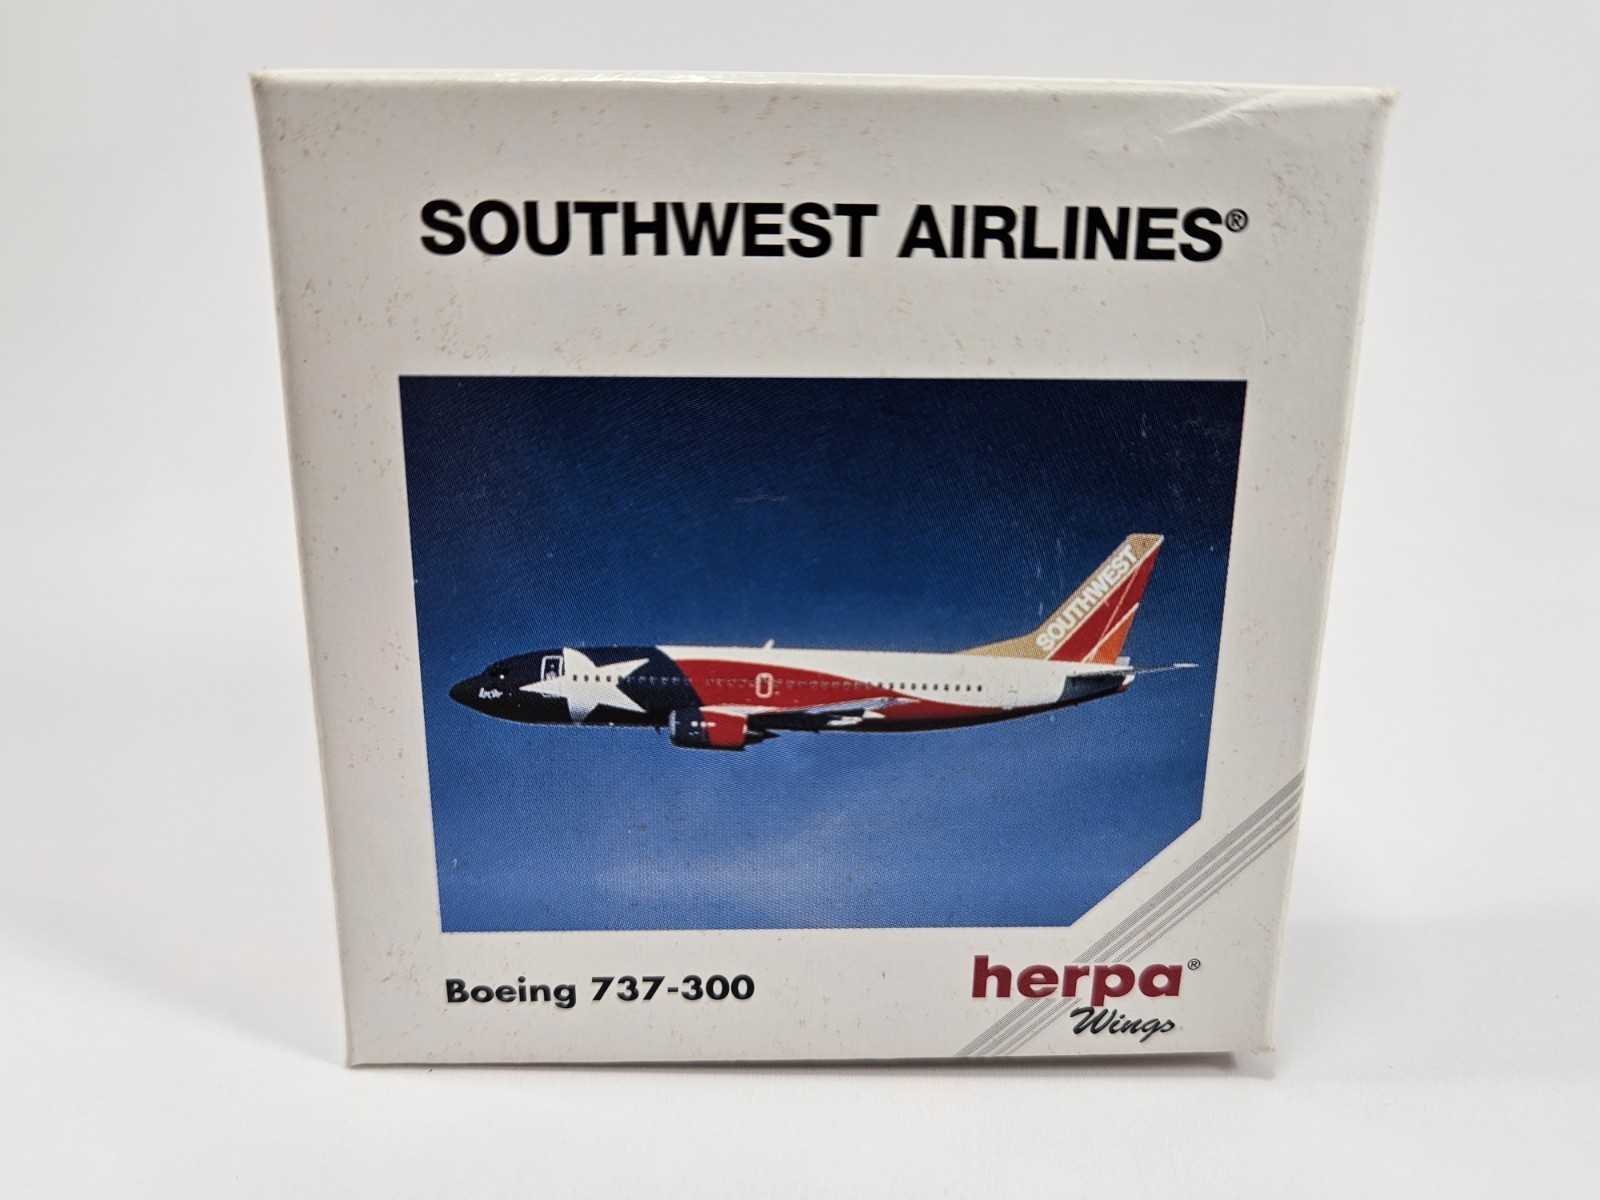 SOUTHWEST AIRLINES®
SOUTHWEST
Boeing 737-300
herpa®
Wings